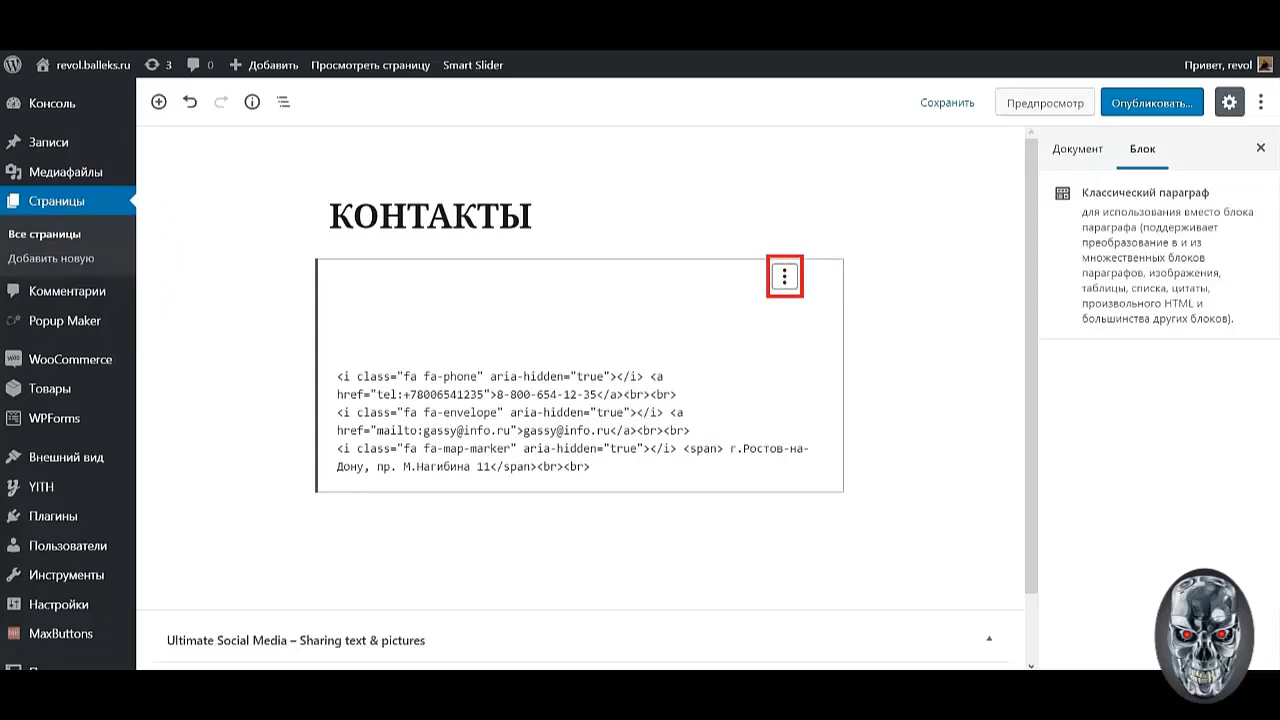 revol.balleks.ru 3 0 Добавить Просмотреть страницу Smart Slider Привет, revol
Консоль
Записи
Медиафайлы
Страницы
Все страницы
Добавить новую
Комментарии
Popup Maker
WooCommerce
Товары
WPForms
Внешний вид
YITH
Плагины
Пользователи
Инструменты
Настройки
MaxButtons
Сохранить Предпросмотр Опубликовать...
КОНТАКТЫ
<i class="fa fa-phone" aria-hidden="true"></i> <a
href="tel:+78006541235">8-800-654-12-35</a><br><br>
<i class="fa fa-envelope" aria-hidden="true"></i> <a
href="mailto:gassy@info.ru">gassy@info.ru</a><br><br>
<i class="fa fa-map-marker" aria-hidden="true"></i> <span> г.Ростов-на-
Дону, пр. М.Нагибина 11</span><br><br>
Ultimate Social Media – Sharing text & pictures
Документ Блок
Классический параграф
для использования вместо блока
параграфа (поддерживает
преобразование в и из
множественных блоков
параграфов, изображения,
таблицы, списка, цитаты,
произвольного HTML и
большинства других блоков).